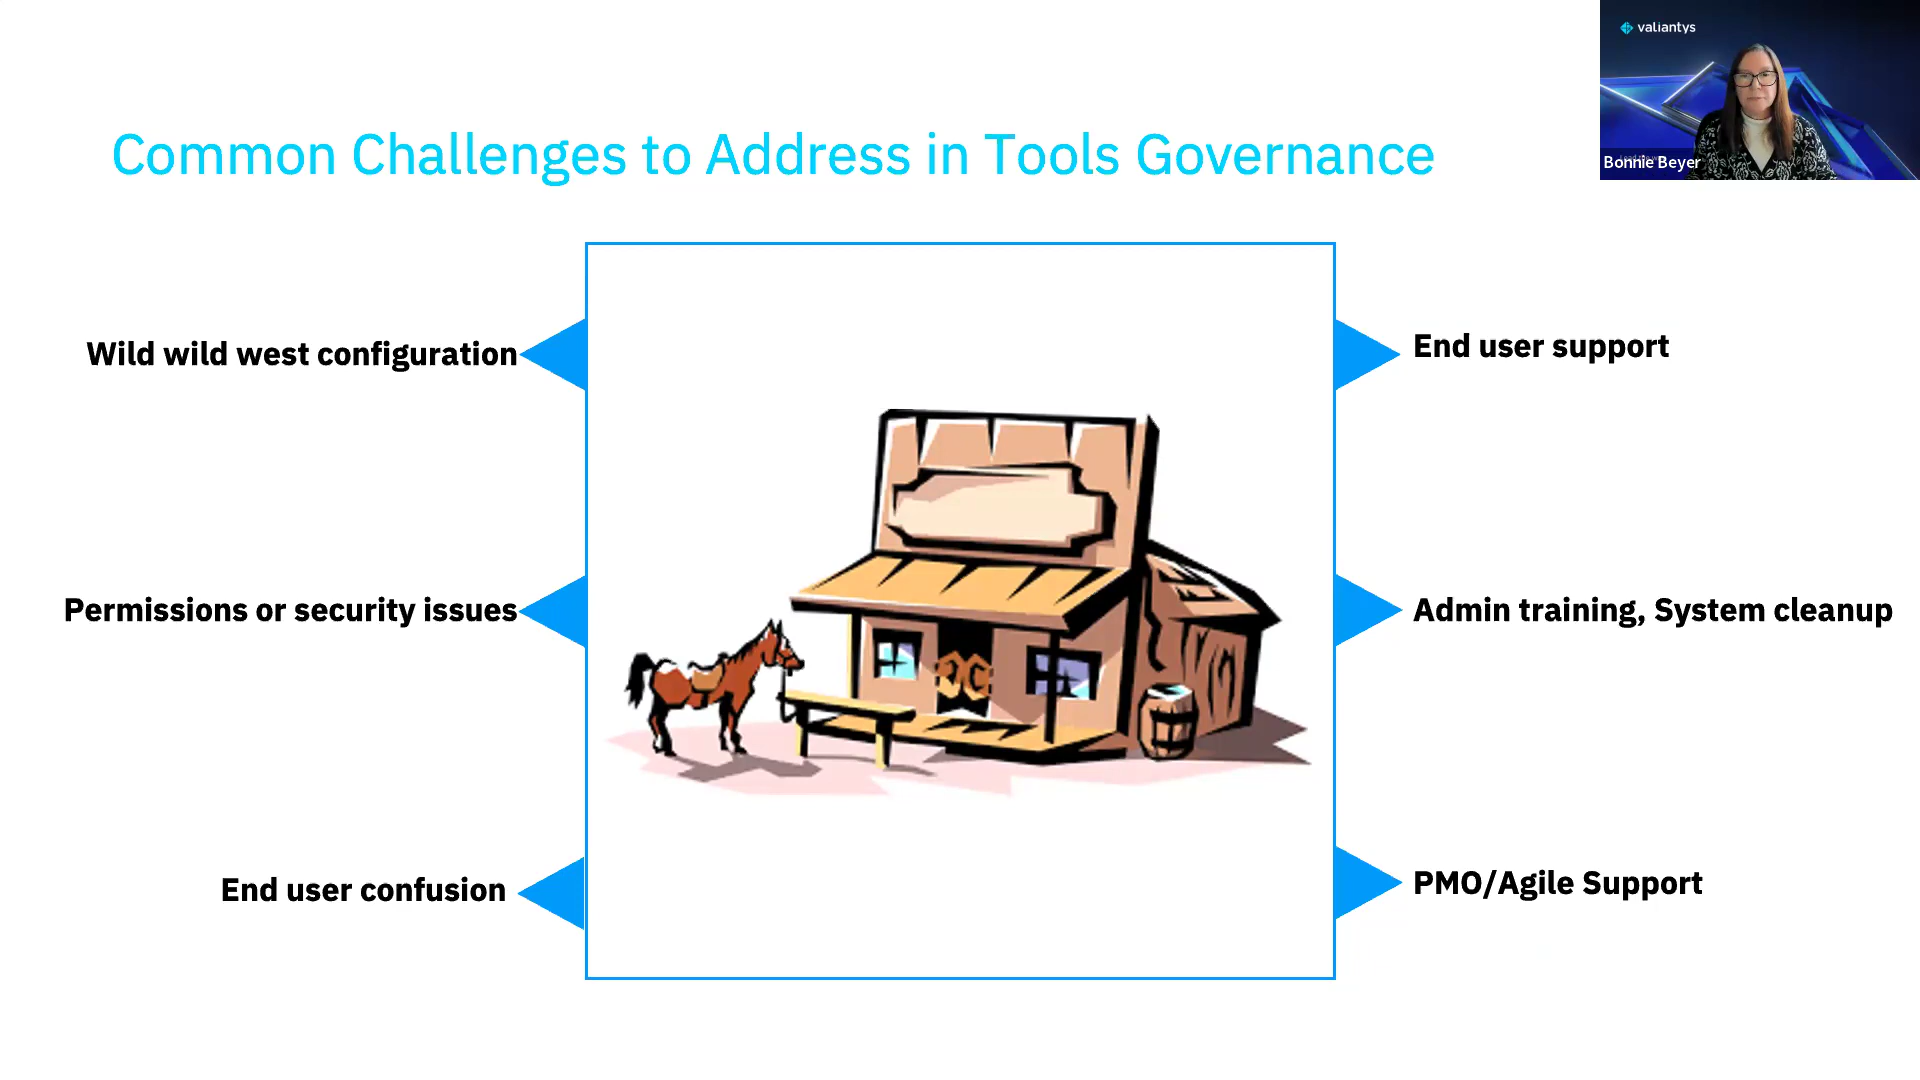 valiantys
Bonnie Beyer
Common Challenges to Address in Tools Governance
Wild wild west configuration
End user support
Permissions or security issues
Admin training, System cleanup
End user confusion
PMO/Agile Support